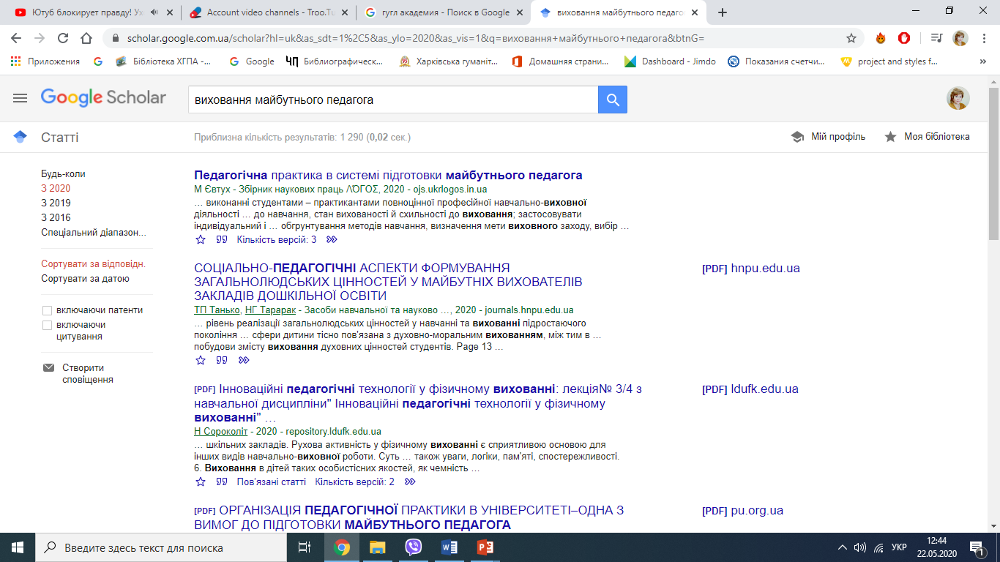 Ютуб блокирует правду! Ух
Account video channels - Troo.Tu
гугл академия - Поиск в Google
виховання майбутнього педаго
scholar.google.com.ua/scholar?hl=uk&as_sdt=1%2C5&as_ylo=2020&as_vis=1&q=виховання+майбутнього+педагога&btnG=
Приложения
Бібліотека ХГПА - ...
Google
Библиографическ...
Харківська гуманіт...
Домашняя страни...
Dashboard - Jimdo
Показания счетчи...
project and styles f...
»
Google Scholar
виховання майбутнього педагога
Статті
Приблизна кількість результатів: 1 290 (0,02 сек.)
Мій профіль
Моя бібліотека
Будь-коли
З 2020
З 2019
З 2016
Спеціальний діапазон...
Сортувати за відповідн.
Сортувати за датою
включаючи патенти
включаючи
цитування
Створити
сповіщення
Педагогічна практика в системі підготовки майбутнього педагога
М Євтух - Збірник наукових праць ΛΌГOΣ, 2020 - ojs.ukrlogos.in.ua
… виконанні студентами – практикантами повноцінної професійної навчально-виховної
діяльності … до навчання, стан вихованості й схильності до виховання; застосовувати
індивідуальний і … обгрунтування методів навчання, визначення мети виховного заходу, вибір …
Кількість версій: 3
СОЦІАЛЬНО-ПЕДАГОГІЧНІ АСПЕКТИ ФОРМУВАННЯ
ЗАГАЛЬНОЛЮДСЬКИХ ЦІННОСТЕЙ У МАЙБУТНІХ ВИХОВАТЕЛІВ
ЗАКЛАДІВ ДОШКІЛЬНОЇ ОСВІТИ
[PDF] hnpu.edu.ua
ТП Танько, НГ Тарарак - Засоби навчальної та науково …, 2020 - journals.hnpu.edu.ua
… рівень реалізації загальнолюдських цінностей у навчанні та вихованні підростаючого
покоління … сфери дитини тісно пов'язана з духовно-моральним вихованням, між тим в …
побудови змісту виховання духовних цінностей студентів. Page 13 …
[PDF] Інноваційні педагогічні технології у фізичному вихованні: лекція№ 3/4 з
навчальної дисципліни" Інноваційні педагогічні технології у фізичному
вихованні" …
[PDF] ldufk.edu.ua
Н Сороколіт - 2020 - repository.ldufk.edu.ua
… шкільних закладів. Рухова активність у фізичному вихованні є сприятливою основою для
інших видів навчально-виховної роботи. Суть … також уваги, логіки, пам'яті, спостережливості.
6. Виховання в дітей таких особистісних якостей, як чемність …
Пов'язані статті Кількість версій: 2
[PDF] ОРГАНІЗАЦІЯ ПЕДАГОГІЧНОЇ ПРАКТИКИ В УНІВЕРСИТЕТІ–ОДНА З
ВИМОГ ДО ПІДГОТОВКИ МАЙБУТНЬОГО ПЕДАГОГА
[PDF] pu.org.ua
Введите здесь текст для поиска
УКР
12:44
22.05.2020
1